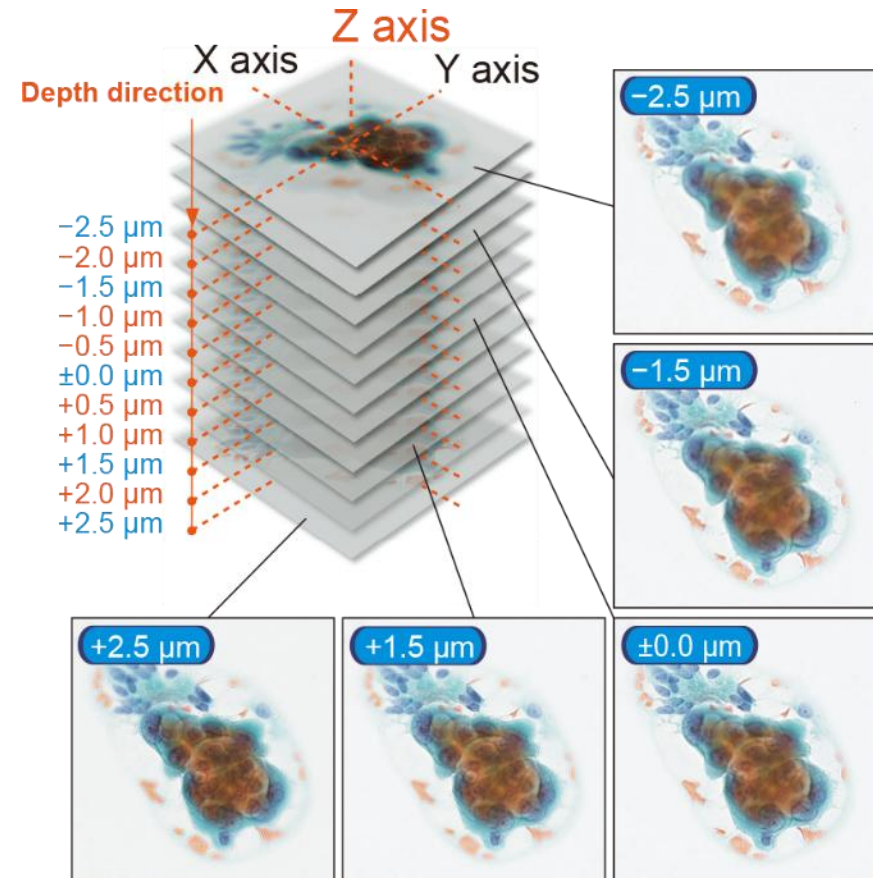 Z axis
X axis
Y axis
Depth direction
−2.5 µm
−2.0 µm
−1.5 µm
−1.0 µm
−0.5 µm
±0.0 µm
+0.5 µm
+1.0 µm
+1.5 µm
+2.0 µm
+2.5 µm
−2.5 µm
−1.5 µm
+2.5 µm
+1.5 µm
±0.0 µm